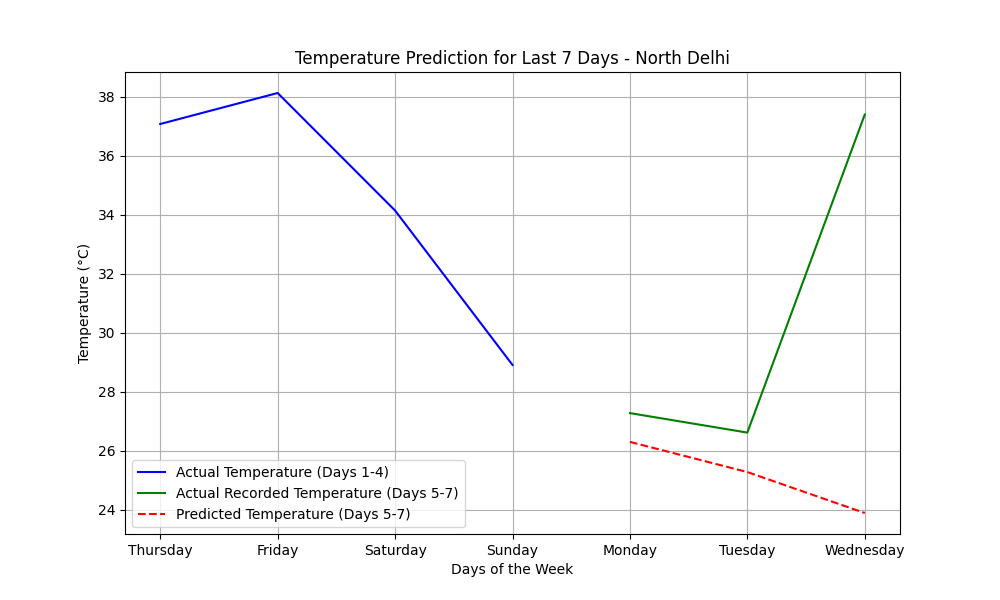 Temperature Prediction for Last 7 Days - North Delhi
Temperature (°C)
38
36
34
32
30
28
26
24
Actual Temperature (Days 1-4)
Actual Recorded Temperature (Days 5-7)
Predicted Temperature (Days 5-7)
Thursday Friday Saturday Sunday Monday Tuesday Wednesday
Days of the Week